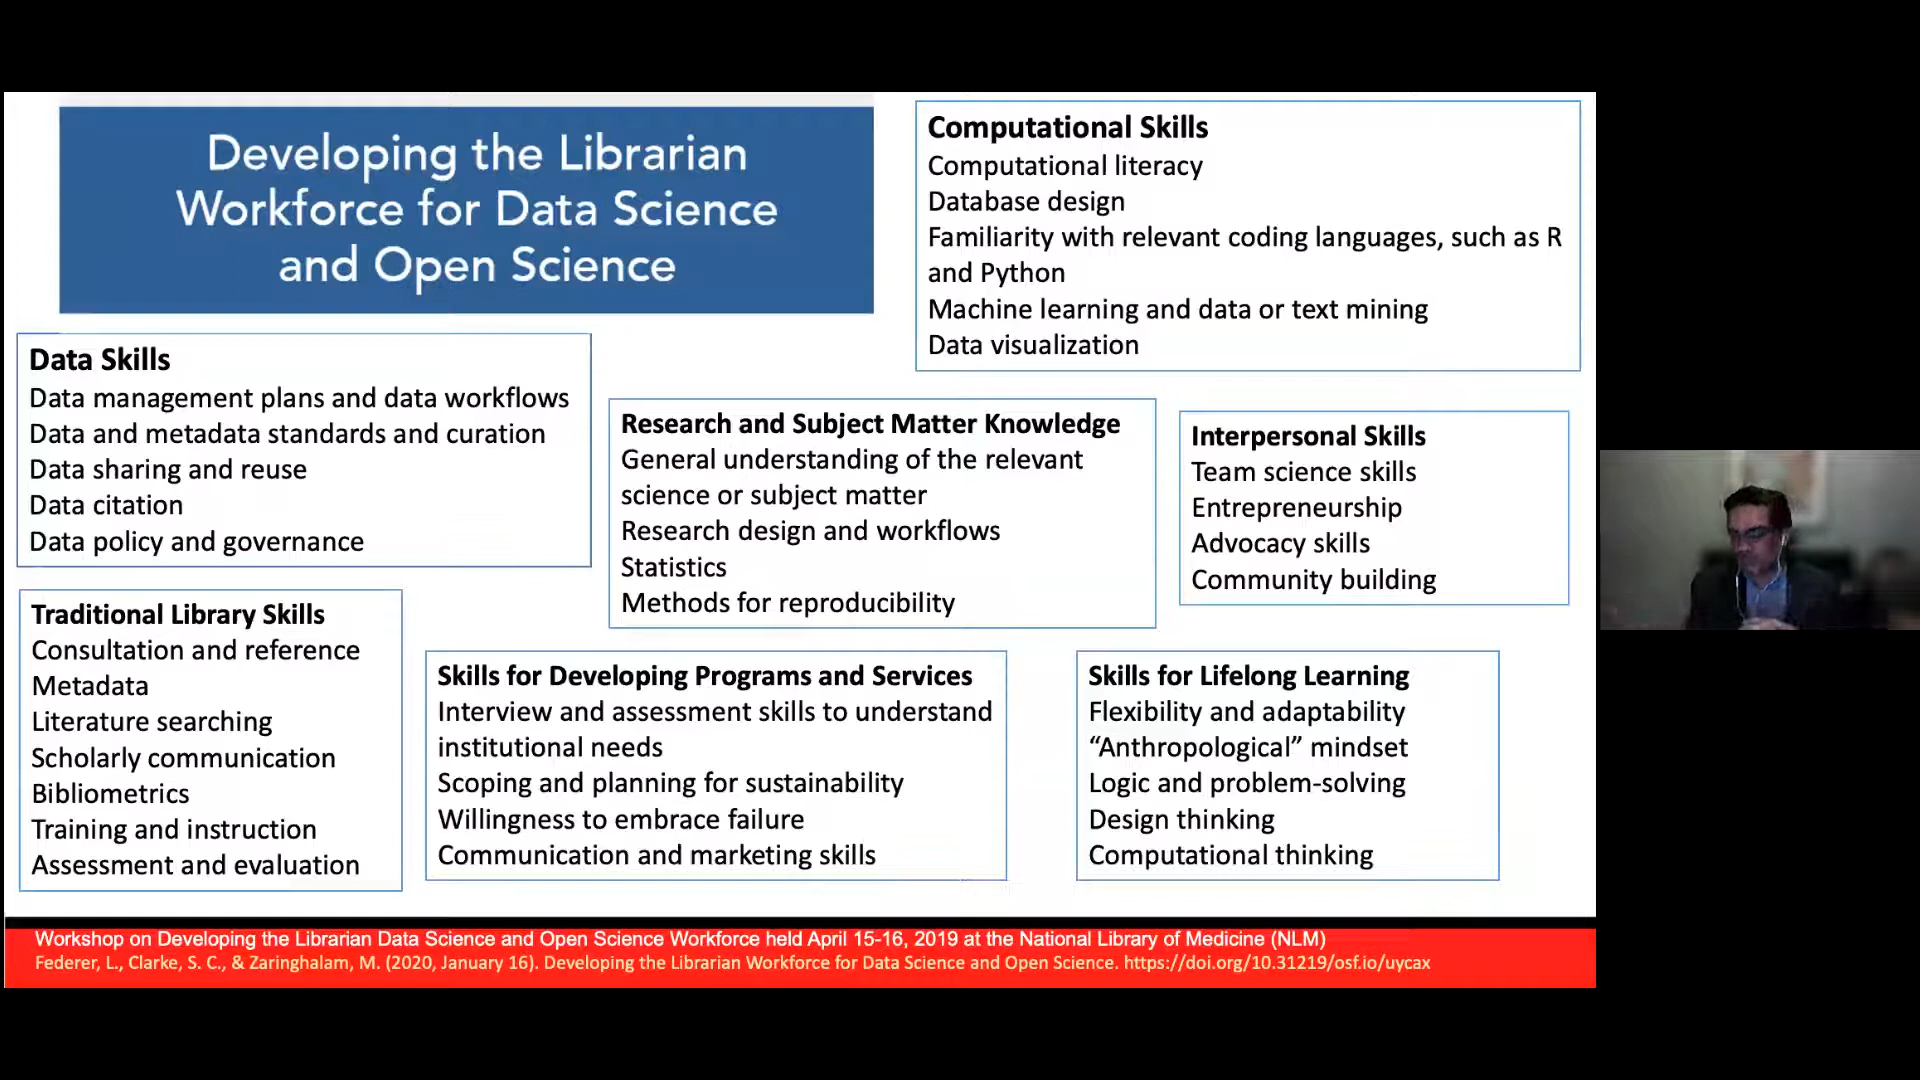 Developing the Librarian
Workforce for Data Science
and Open Science
Computational Skills
Computational literacy
Database design
Familiarity with relevant coding languages, such as R
and Python
Machine learning and data or text mining
Data visualization
Data Skills
Data management plans and data workflows
Data and metadata standards and curation
Data sharing and reuse
Data citation
Data policy and governance
Research and Subject Matter Knowledge
General understanding of the relevant
science or subject matter
Research design and workflows
Statistics
Methods for reproducibility
Interpersonal Skills
Team science skills
Entrepreneurship
Advocacy skills
Community building
Traditional Library Skills
Consultation and reference
Metadata
Literature searching
Scholarly communication
Bibliometrics
Training and instruction
Assessment and evaluation
Skills for Developing Programs and Services
Interview and assessment skills to understand
institutional needs
Scoping and planning for sustainability
Willingness to embrace failure
Communication and marketing skills
Skills for Lifelong Learning
Flexibility and adaptability
“Anthropological” mindset
Logic and problem-solving
Design thinking
Computational thinking
Workshop on Developing the Librarian Data Science and Open Science Workforce held April 15-16, 2019 at the National Library of Medicine (NLM)
Federer, L., Clarke, S. C., & Zaringhalam, M. (2020, January 16). Developing the Librarian Workforce for Data Science and Open Science. https://doi.org/10.31219/osf.io/uycax